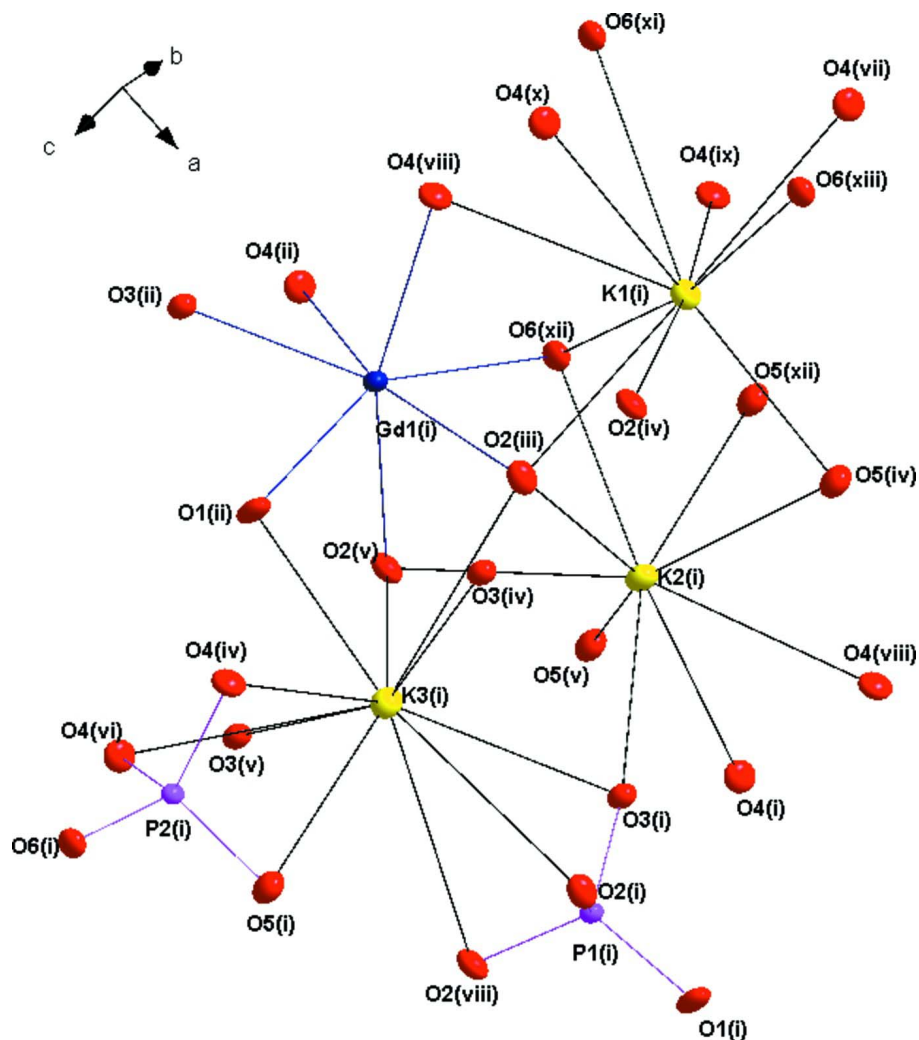 O6(xi)
b
O4(vii)
O4(x)
c
a
O4(viii)
O4(ix)
O6(xiii)
O4(ii)
O3(ii)
K1(i)
O6(xii)
O5(xii)
Gd1(i)
O2(iv)
O2(iii)
O5(iv)
O1(ii)
O2(v)
O3(iv)
K2(i)
O4(iv)
O5(v)
O4(viii)
K3(i)
O4(vi)
O3(v)
O4(i)
O3(i)
P2(i)
O6(i)
O2(i)
O5(i)
P1(i)
O2(viii)
O1(i)